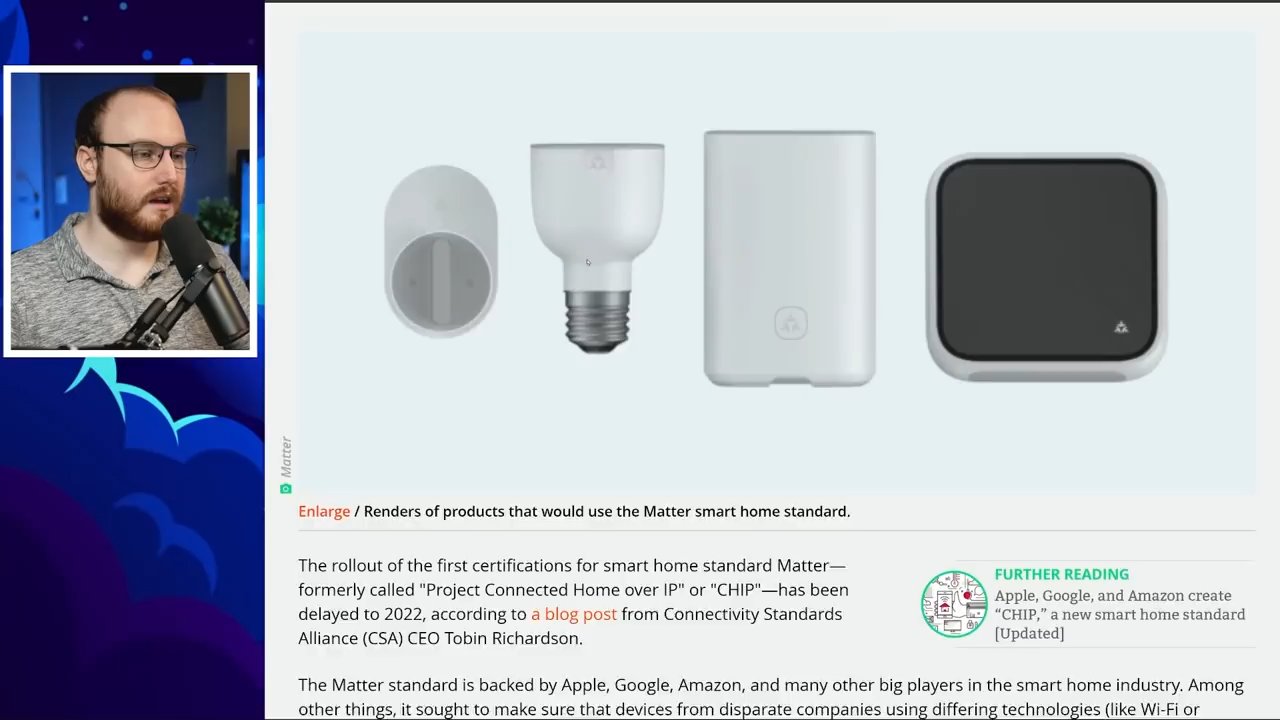 Matter
Enlarge / Renders of products that would use the Matter smart home standard.
The rollout of the first certifications for smart home standard Matter—
formerly called "Project Connected Home over IP" or "CHIP"—has been
delayed to 2022, according to a blog post from Connectivity Standards
Alliance (CSA) CEO Tobin Richardson.
FURTHER READING
Apple, Google, and Amazon create
“CHIP,” a new smart home standard
[Updated]
The Matter standard is backed by Apple, Google, Amazon, and many other big players in the smart home industry. Among
other things, it sought to make sure that devices from disparate companies using differing technologies (like Wi-Fi or